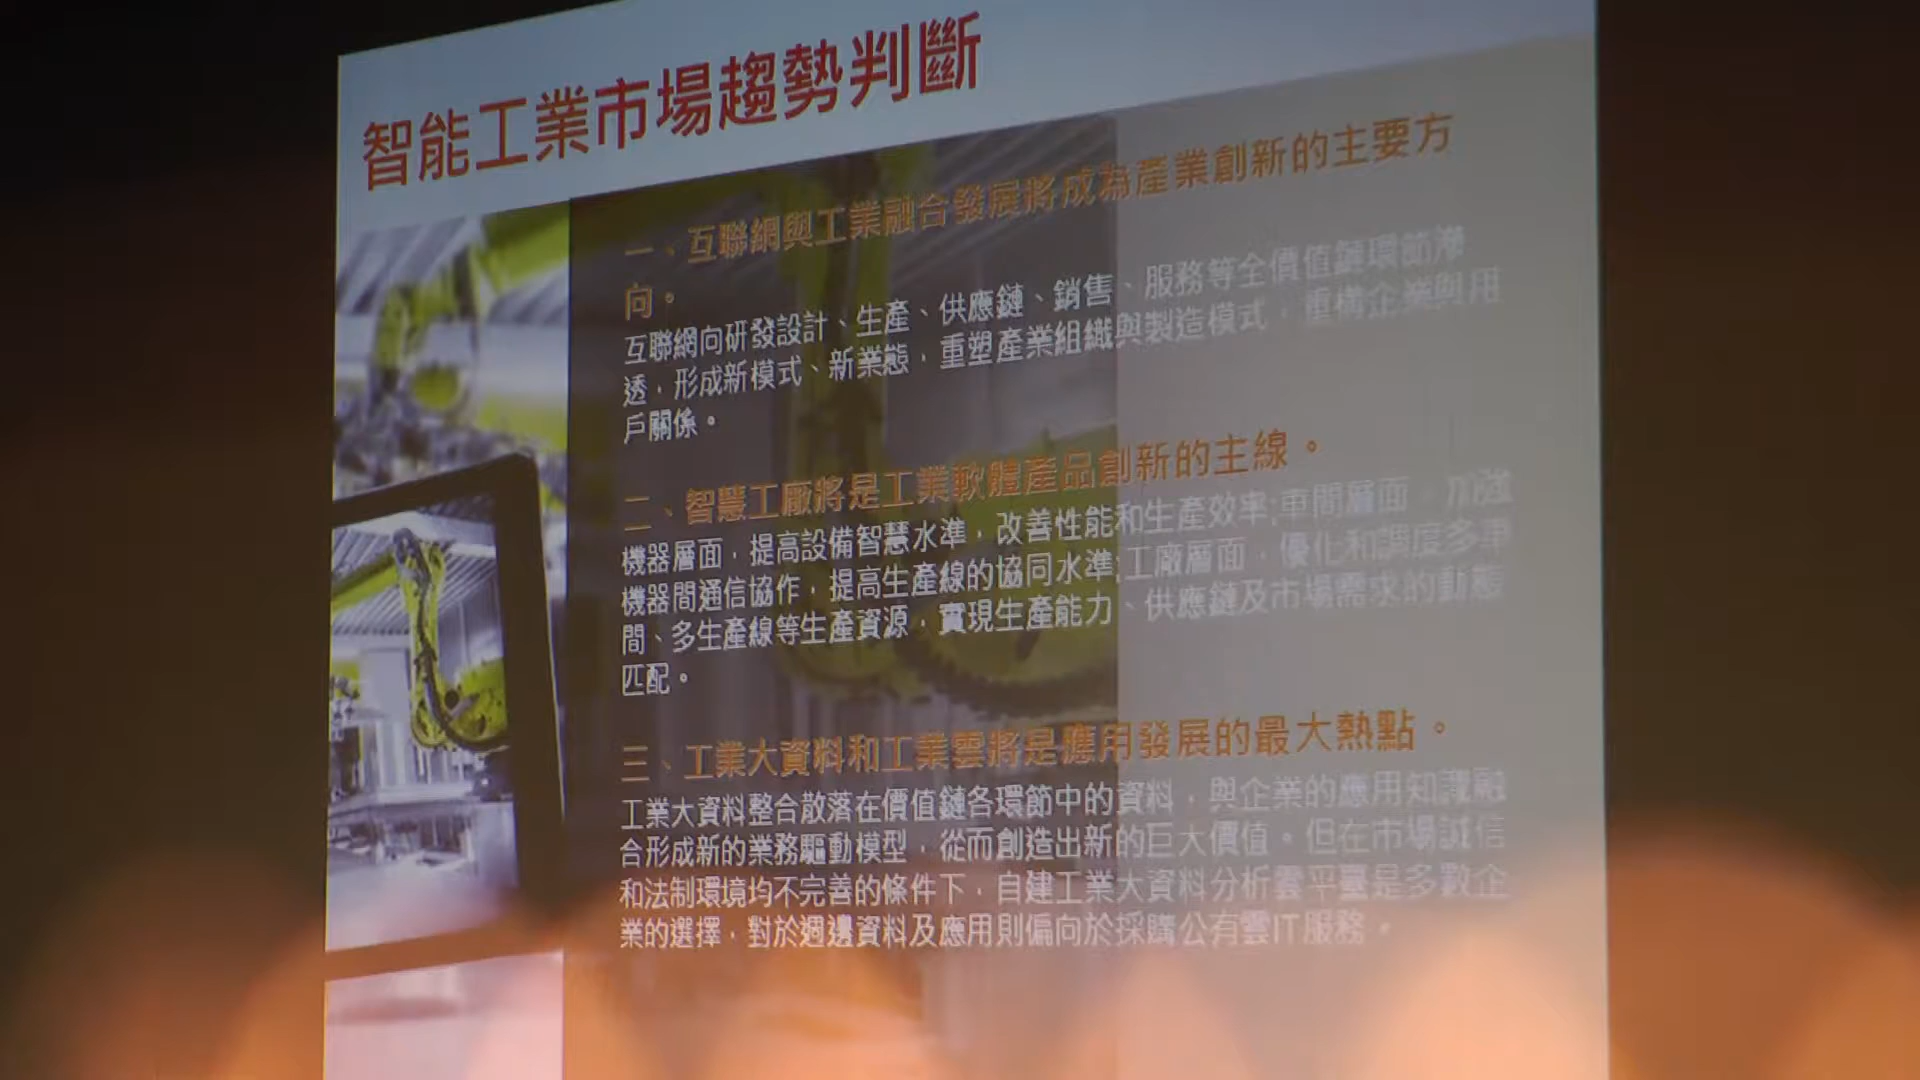 智能工業市場趨勢判斷
一、互聯網與工業融合發展將成為產業創新的主要方
向。
互聯網向研發設計、生產、供應鏈、銷售、服務等全價值鏈環節滲
透，形成新模式、新業態，重塑產業組織與製造模式，重構企業與用
戶關係。
二、智慧工廠將是工業軟體產品創新的主線。
機器層面，提高設備智慧水準，改善性能和生產效率;車間層面，加強
機器間通信協作，提高生產線的協同水準;工廠層面，優化和調度多車
間、多生產線等生產資源，實現生產能力、供應鏈及市場需求的動態
匹配。
三、工業大資料和工業雲將是應用發展的最大熱點。
工業大資料整合散落在價值鏈各環節中的資料，與企業的應用知識融
合形成新的業務驅動模型，從而創造出新的巨大價值。但在市場誠信
和法制環境均不完善的條件下，自建工業大資料分析雲平臺是多數企
業的選擇，對於週邊資料及應用則偏向於採購公有雲IT服務。